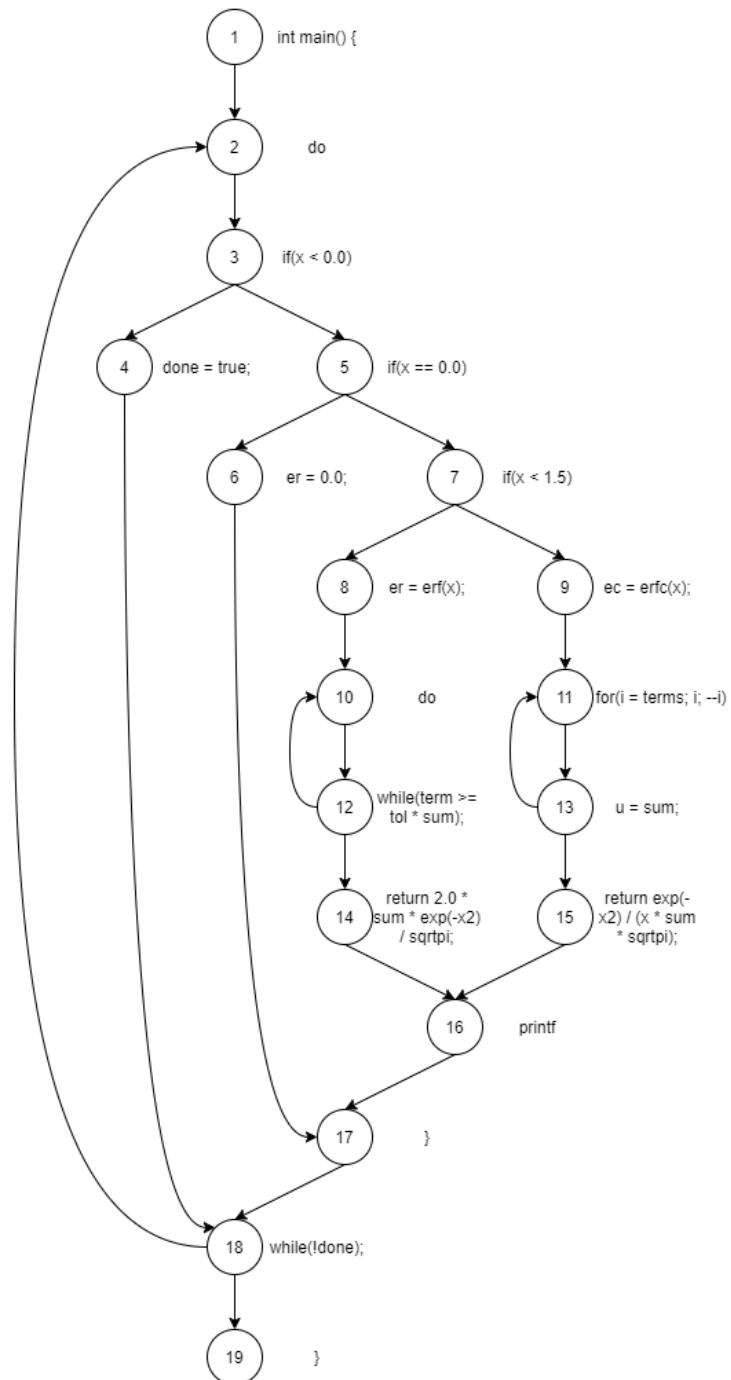 1 int main() {
2 do
3 if(x < 0.0)
4 done = true; 5 if(x == 0.0)
6 er = 0.0; 7 if(x < 1.5)
8 er = erf(x); 9 ec = erfc(x);
10 do 11 for(i = terms; i; --i)
12 while(term >=
tol * sum);
13 u = sum;
14 return 2.0 *
sum * exp(-x2)
/ sqrtpi;
15 return exp(-
x2) / (x * sum
* sqrtpi);
16 printf
17 }
18 while(!done);
19 }